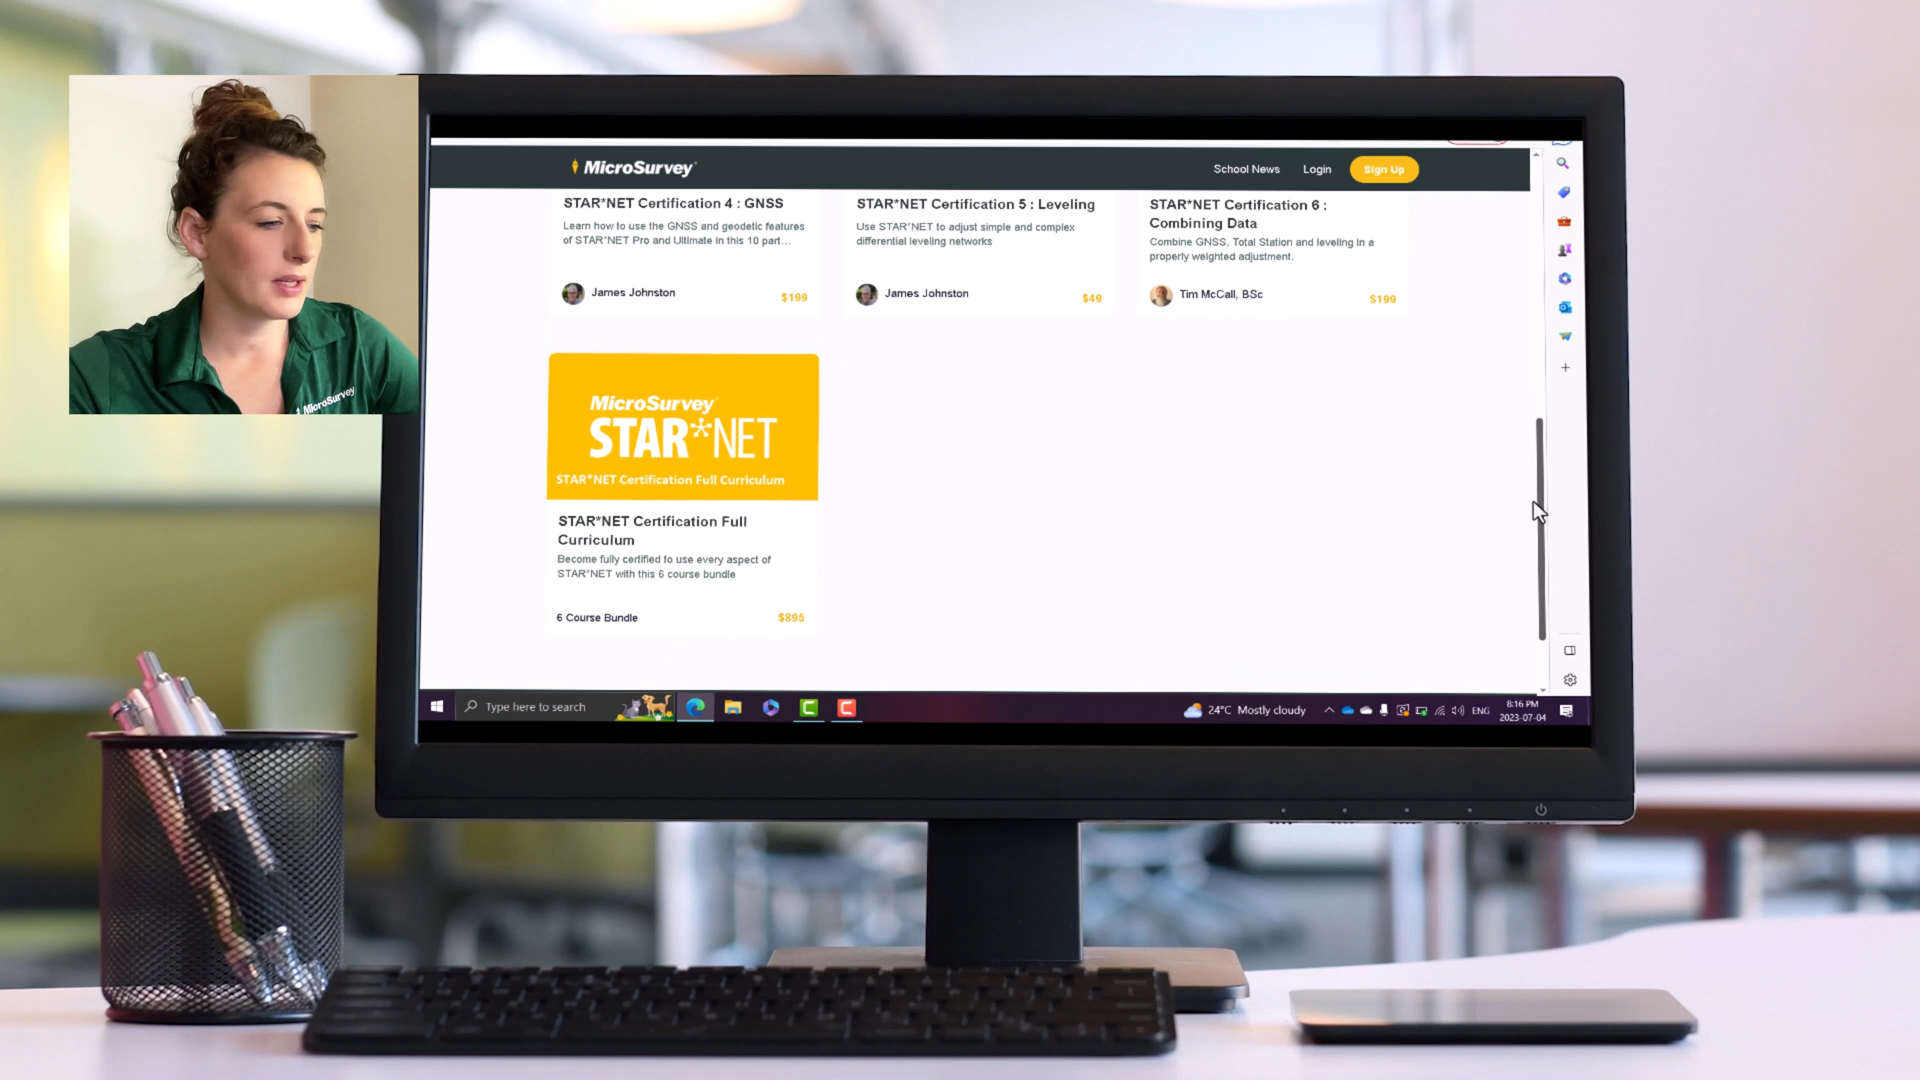 MicroSurvey
School News
Login
Sign Up
STAR*NET Certification 4 : GNSS
Learn how to use the GNSS and geodetic features
of STAR*NET Pro and Ultimate in this 10 part...
James Johnston
$199
STAR*NET Certification 5 : Leveling
Use STAR*NET to adjust simple and complex
differential leveling networks
James Johnston
$49
STAR*NET Certification 6 :
Combining Data
Combine GNSS, Total Station and leveling in a
properly weighted adjustment.
Tim McCall, BSc
$199
MicroSurvey
STAR*NET
STAR*NET Certification Full Curriculum
STAR*NET Certification Full
Curriculum
Become fully certified to use every aspect of
STAR*NET with this 6 course bundle
6 Course Bundle
$895
Type here to search
24°C Mostly cloudy
ENG
8:16 PM
2023-07-04
MicroSurvey